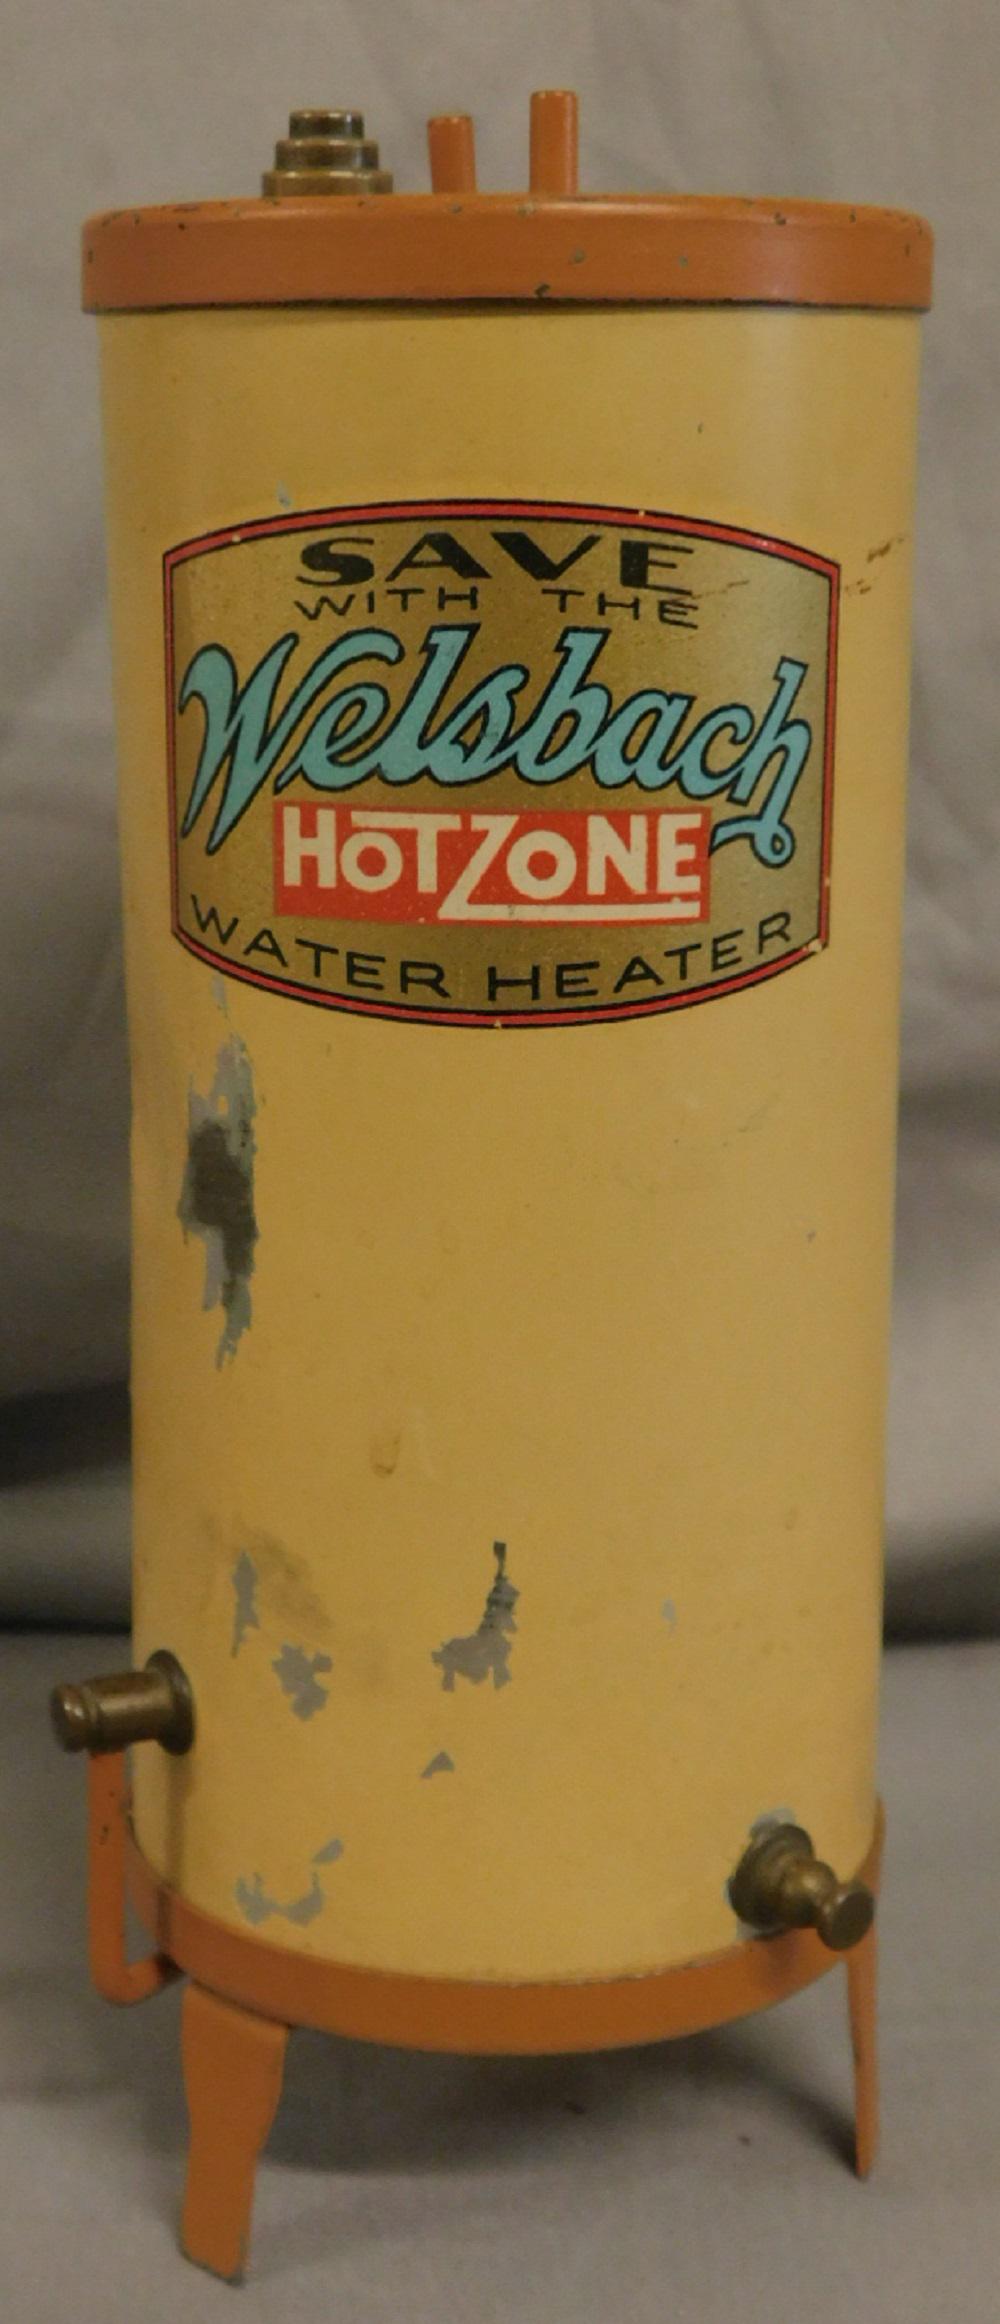 SAVE
WITH THE
Welsbach
HOTZONE
WATER HEATER